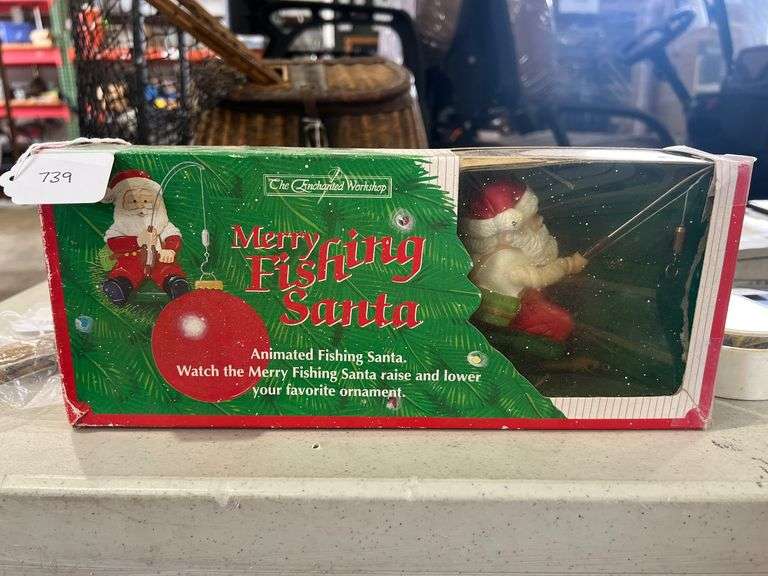 739
The Enchanted Workshop
Merry
Fishing
Santa
Animated Fishing Santa.
Watch the Merry Fishing Santa raise and lower
your favorite ornament.